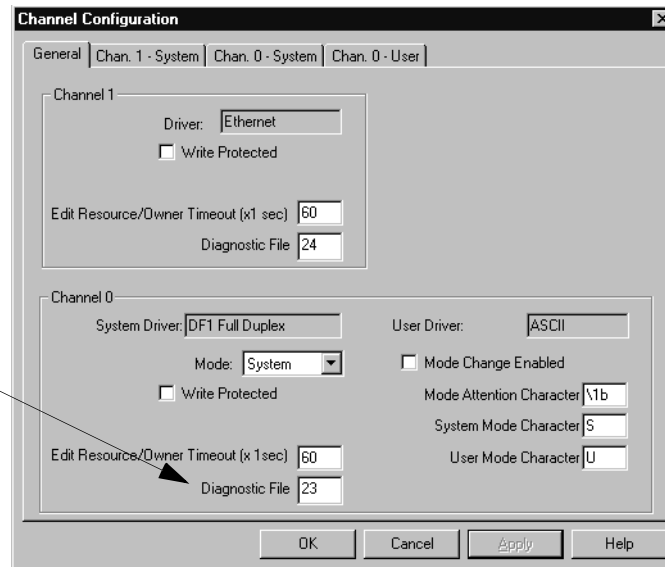 Channel Configuration
General Chan. 1 - System Chan. 0 - System Chan. 0 - User
Channel 1
Driver: Ethernet
Write Protected
Edit Resource/Owner Timeout (x1 sec) 60
Diagnostic File 24
Channel 0
System Driver: DF1 Full Duplex User Driver: ASCII
Mode: System Mode Change Enabled
Write Protected Mode Attention Character \1b
System Mode Character S
Edit Resource/Owner Timeout (x 1sec) 60 User Mode Character U
Diagnostic File 23
OK Cancel Apply Help